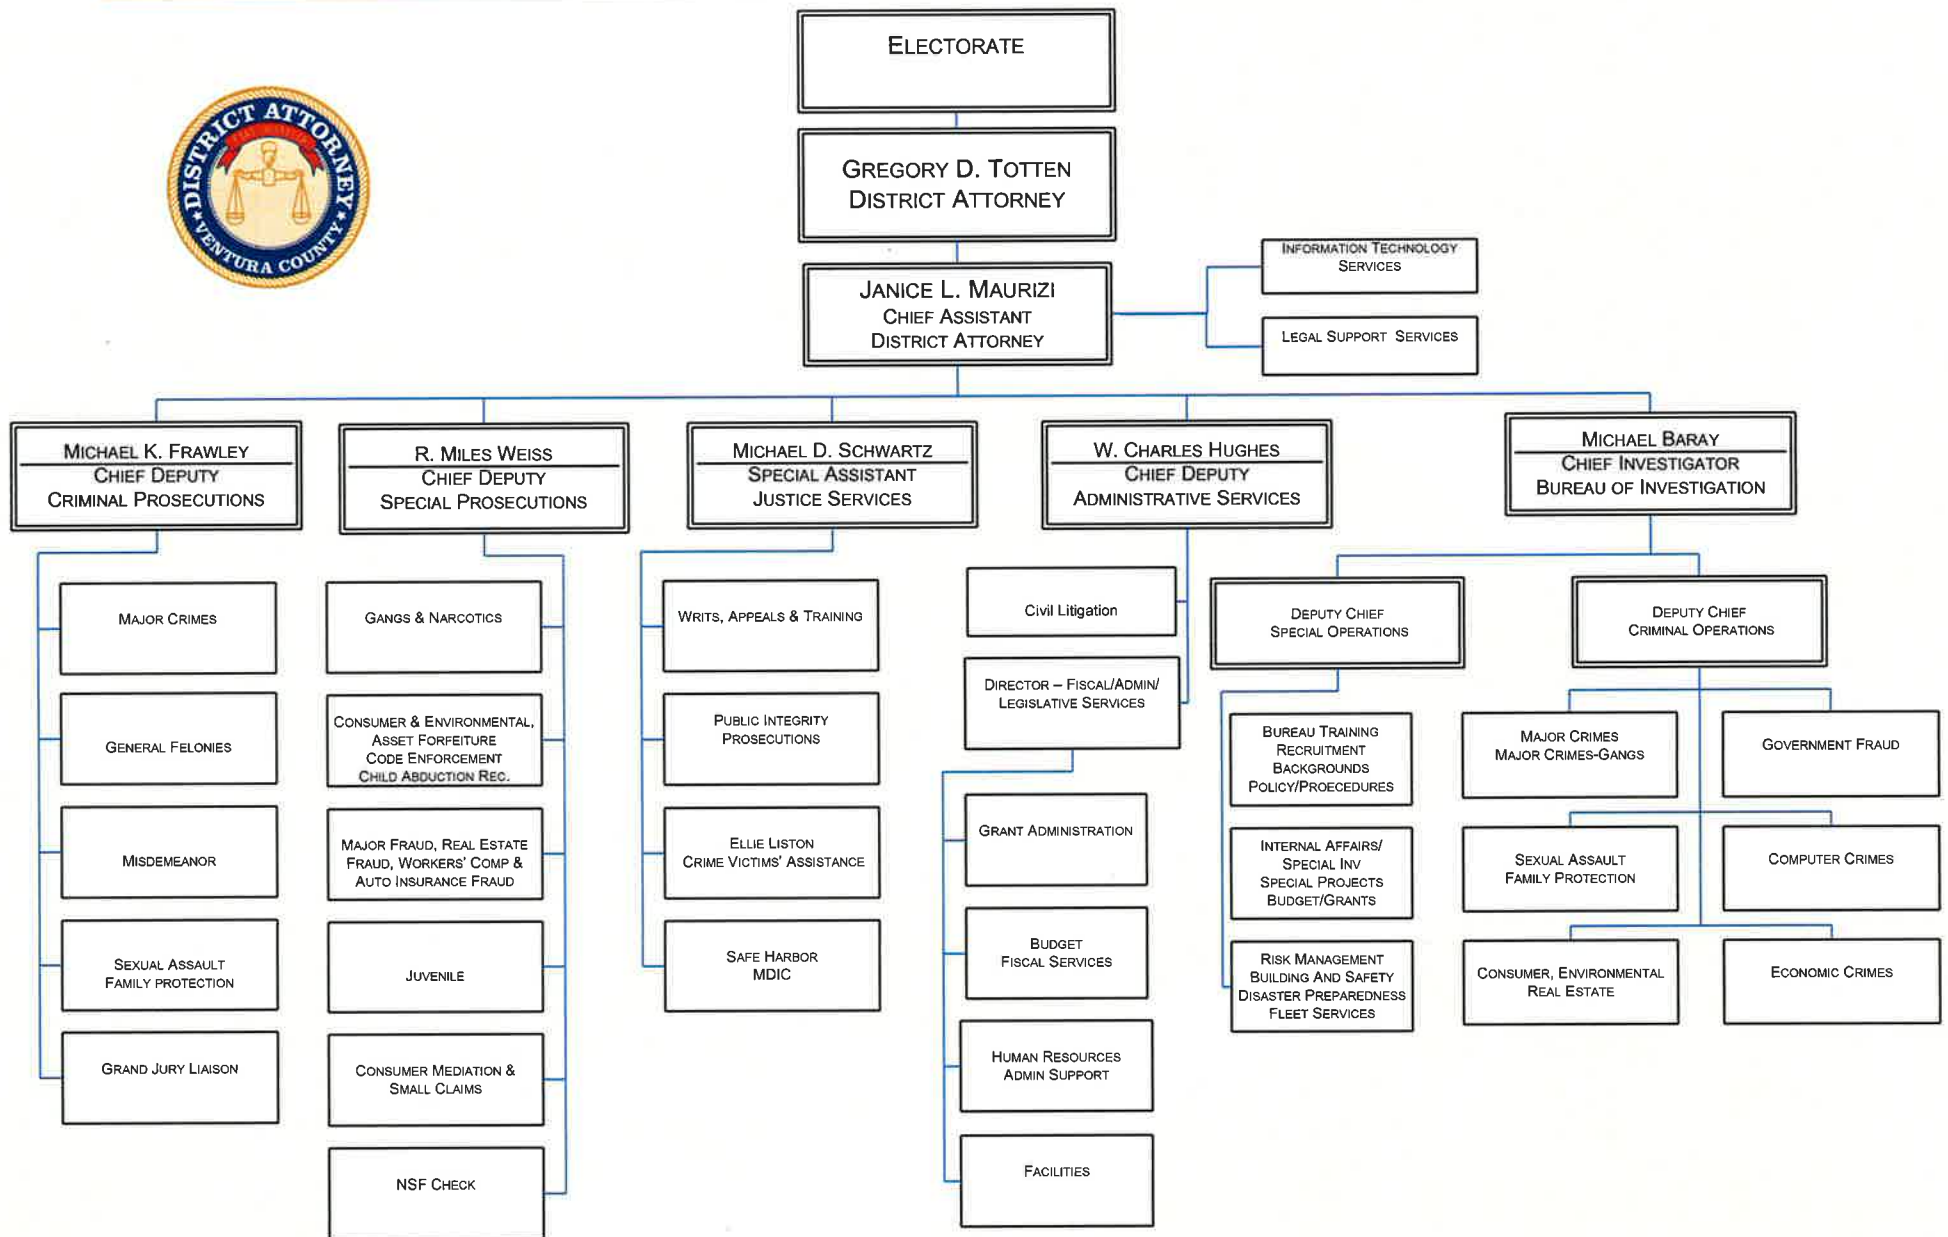 ELECTORATE
DISTRICT ATTORNEY
VENTURA COUNTY
GREGORY D. TOTTEN
DISTRICT ATTORNEY
JANICE L. MAURIZI
CHIEF ASSISTANT
DISTRICT ATTORNEY
INFORMATION TECHNOLOGY
SERVICES
LEGAL SUPPORT SERVICES
MICHAEL K. FRAWLEY
CHIEF DEPUTY
CRIMINAL PROSECUTIONS
R. MILES WEISS
CHIEF DEPUTY
SPECIAL PROSECUTIONS
MICHAEL D. SCHWARTZ
SPECIAL ASSISTANT
JUSTICE SERVICES
W. CHARLES HUGHES
CHIEF DEPUTY
ADMINISTRATIVE SERVICES
MICHAEL BARAY
CHIEF INVESTIGATOR
BUREAU OF INVESTIGATION
MAJOR CRIMES
GENERAL FELONIES
MISDEMEANOR
SEXUAL ASSAULT
FAMILY PROTECTION
GRAND JURY LIAISON
GANGS & NARCOTICS
CONSUMER & ENVIRONMENTAL,
ASSET FORFEITURE
CODE ENFORCEMENT
CHILD ABDUCTION REC.
MAJOR FRAUD, REAL ESTATE
FRAUD, WORKERS' COMP &
AUTO INSURANCE FRAUD
JUVENILE
CONSUMER MEDIATION &
SMALL CLAIMS
NSF CHECK
WRITS, APPEALS & TRAINING
PUBLIC INTEGRITY
PROSECUTIONS
ELLIE LISTON
CRIME VICTIMS' ASSISTANCE
SAFE HARBOR
MDIC
Civil Litigation
DIRECTOR – FISCAL/ADMIN/
LEGISLATIVE SERVICES
GRANT ADMINISTRATION
BUDGET
FISCAL SERVICES
HUMAN RESOURCES
ADMIN SUPPORT
FACILITIES
DEPUTY CHIEF
SPECIAL OPERATIONS
BUREAU TRAINING
RECRUITMENT
BACKGROUNDS
POLICY/PROECEDURES
INTERNAL AFFAIRS/
SPECIAL INV
SPECIAL PROJECTS
BUDGET/GRANTS
RISK MANAGEMENT
BUILDING AND SAFETY
DISASTER PREPAREDNESS
FLEET SERVICES
DEPUTY CHIEF
CRIMINAL OPERATIONS
MAJOR CRIMES
MAJOR CRIMES-GANGS
GOVERNMENT FRAUD
SEXUAL ASSAULT
FAMILY PROTECTION
COMPUTER CRIMES
CONSUMER, ENVIRONMENTAL
REAL ESTATE
ECONOMIC CRIMES